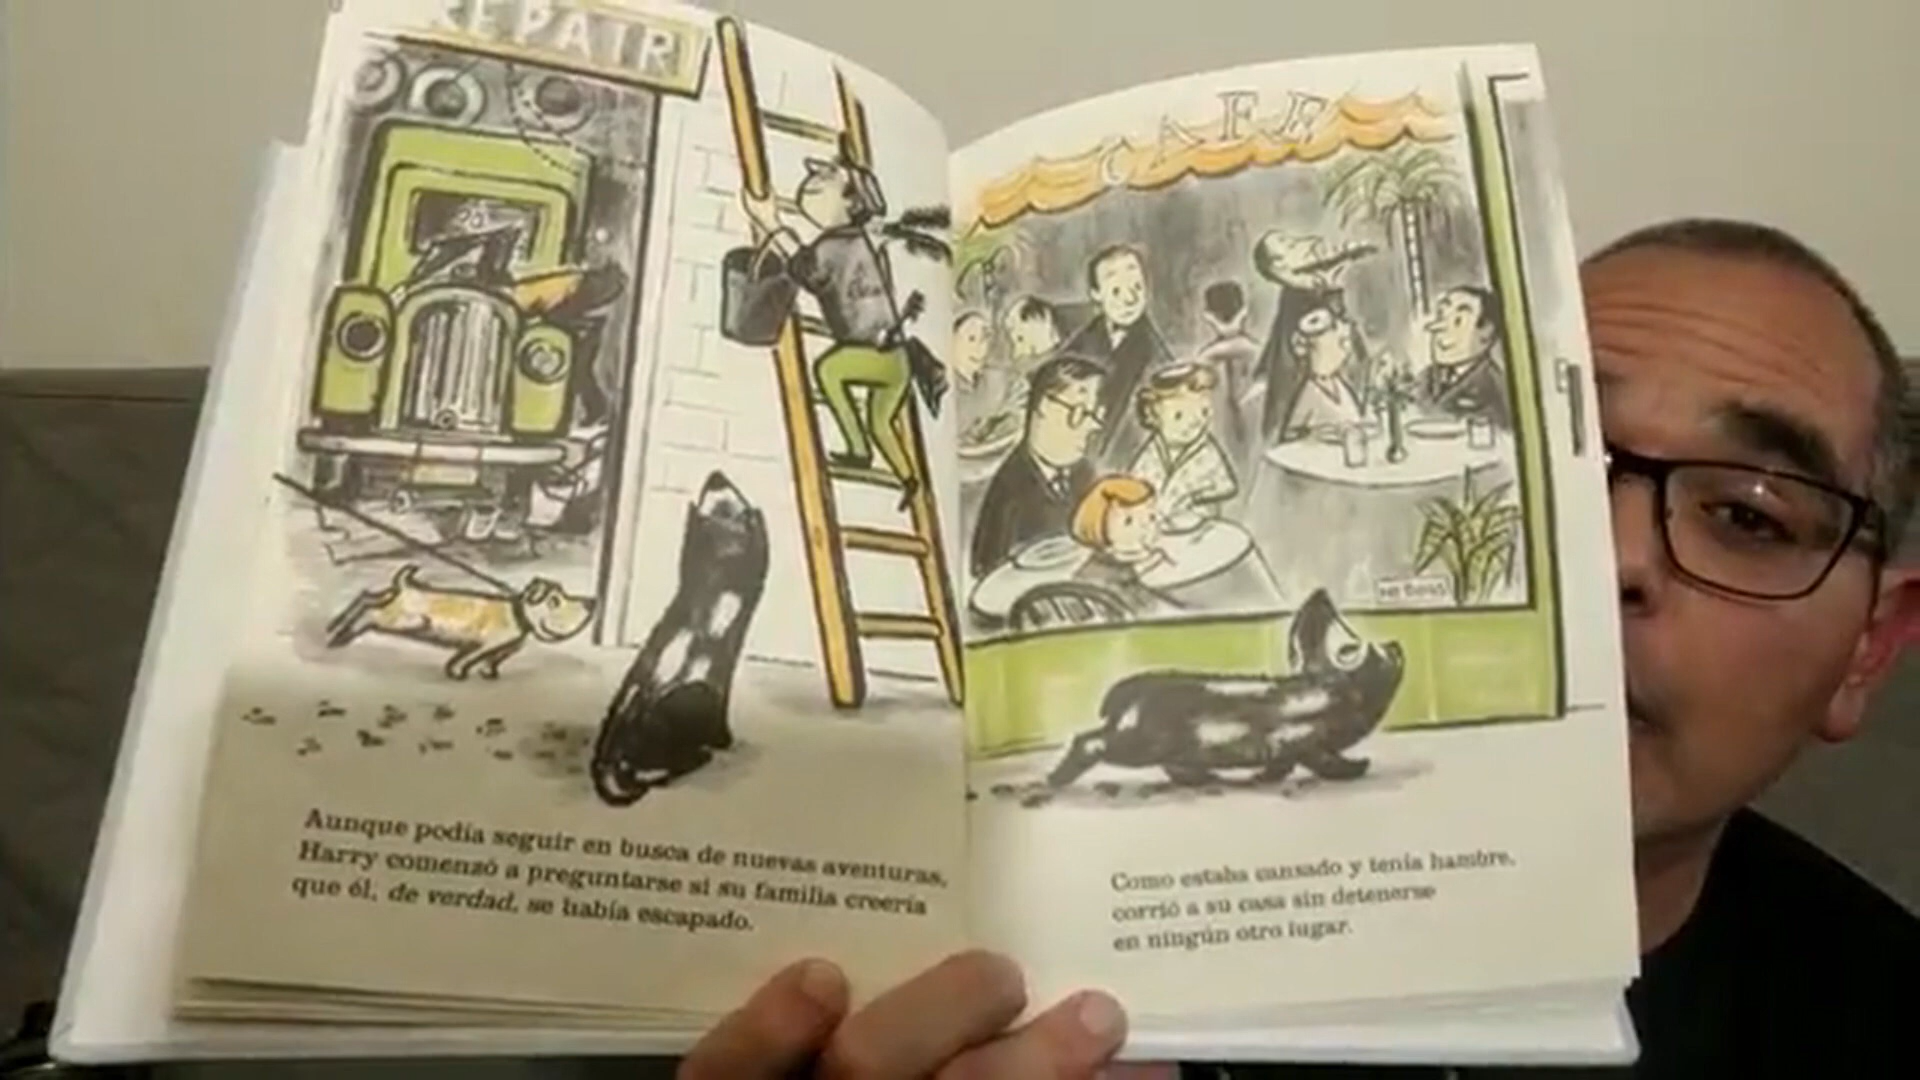 REPAIR
Aunque podía seguir en busca de nuevas aventuras,
Harry comenzó a preguntarse si su familia creería
que él, de verdad, se había escapado.
CAFE
NO DOGS
Como estaba cansado y tenía hambre,
corrió a su casa sin detenerse
en ningún otro lugar.